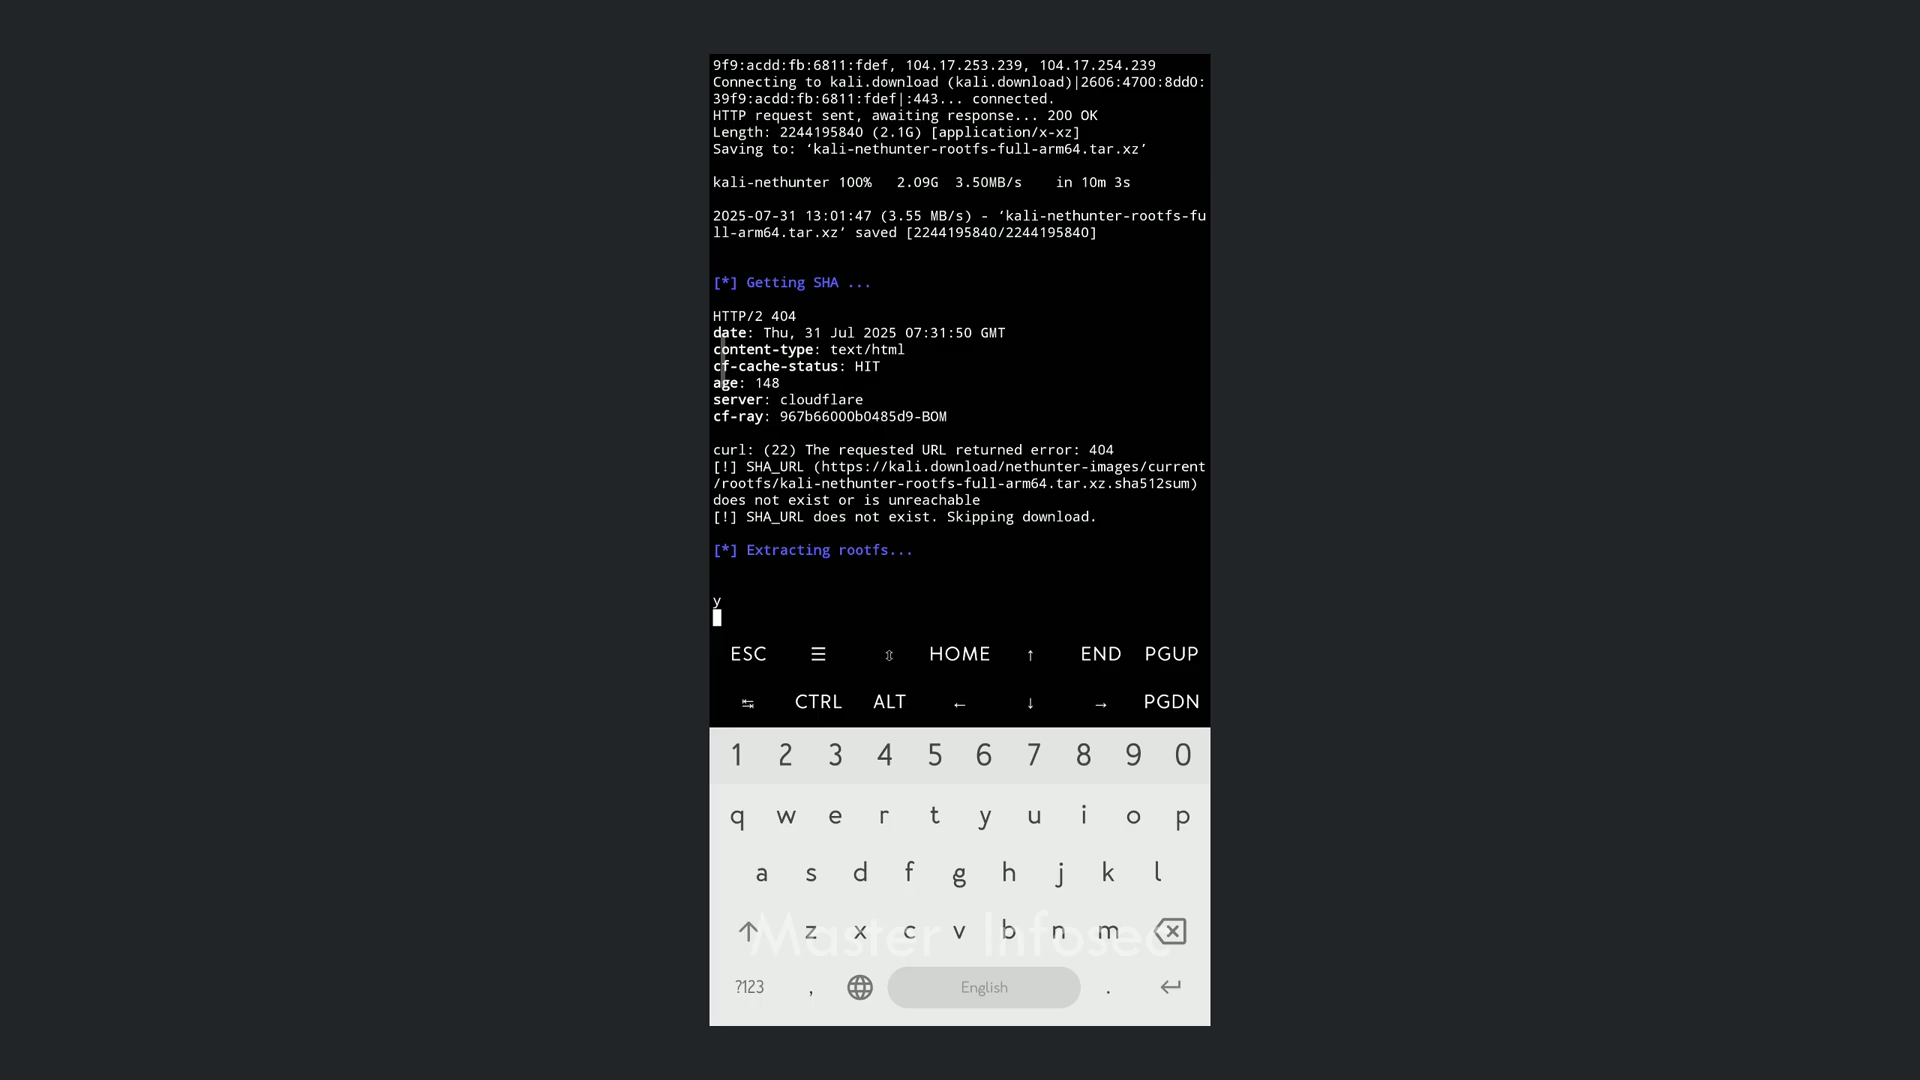 9f9:acdd:fb:6811:fdef, 104.17.253.239, 104.17.254.239
Connecting to kali.download (kali.download)|2606:4700:8dd0:
39f9:acdd:fb:6811:fdef|:443... connected.
HTTP request sent, awaiting response... 200 OK
Length: 2244195840 (2.1G) [application/x-xz]
Saving to: ‘kali-nethunter-rootfs-full-arm64.tar.xz’
kali-nethunter 100% 2.09G 3.50MB/s in 10m 3s
2025-07-31 13:01:47 (3.55 MB/s) - ‘kali-nethunter-rootfs-fu
ll-arm64.tar.xz’ saved [2244195840/2244195840]
[*] Getting SHA ...
HTTP/2 404
date: Thu, 31 Jul 2025 07:31:50 GMT
content-type: text/html
cf-cache-status: HIT
age: 148
server: cloudflare
cf-ray: 967b66000b0485d9-BOM
curl: (22) The requested URL returned error: 404
[!] SHA_URL (https://kali.download/nethunter-images/current
/rootfs/kali-nethunter-rootfs-full-arm64.tar.xz.sha512sum)
does not exist or is unreachable
[!] SHA_URL does not exist. Skipping download.
[*] Extracting rootfs...
y
ESC ☰ ⇳ HOME ↑ END PGUP
↹ CTRL ALT ← ↓ → PGDN
1 2 3 4 5 6 7 8 9 0
q w e r t y u i o p
a s d f g h j k l
z x c v b n m
Master Infosec
?123 , English .